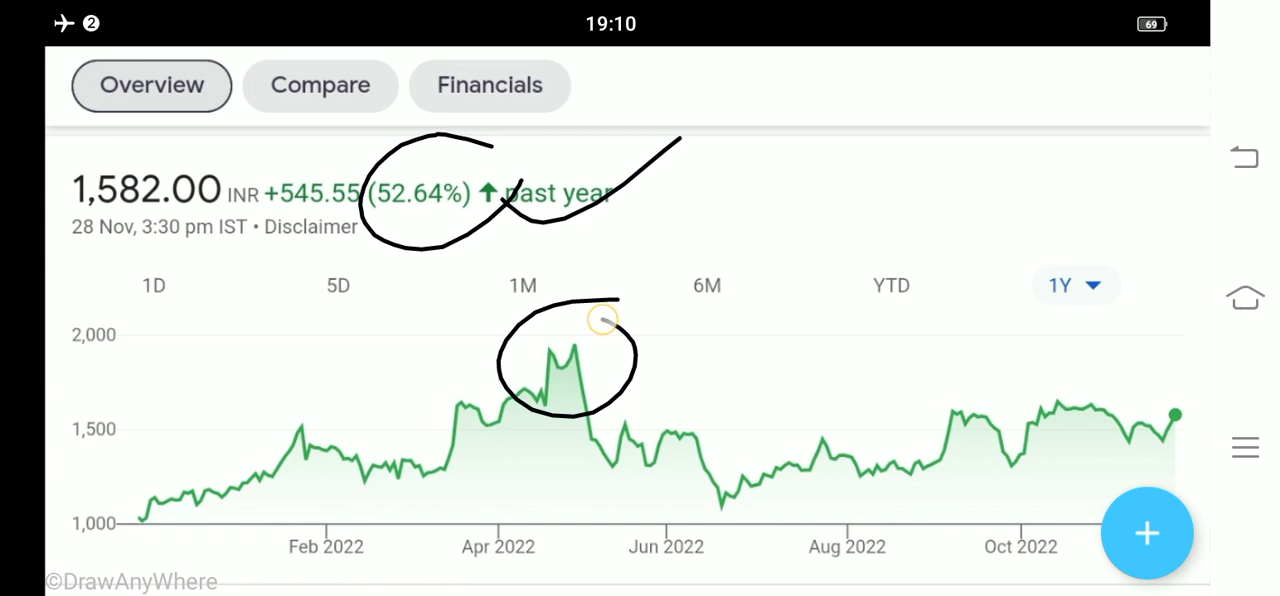 2 19:10 69
Overview Compare Financials
1,582.00 INR +545.55 (52.64%) past year
28 Nov, 3:30 pm IST • Disclaimer
1D 5D 1M 6M YTD 1Y
2,000
1,500
1,000
Feb 2022 Apr 2022 Jun 2022 Aug 2022 Oct 2022
©DrawAnyWhere